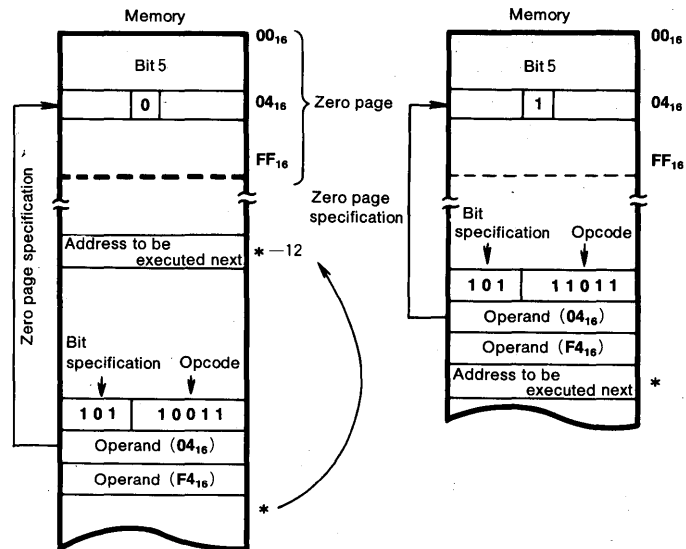 Memory
00₁₆
Bit 5
0
04₁₆
Zero page
FF₁₆
Zero page specification
Address to be
executed next
*−12
Bit
specification
Opcode
101
10011
Operand (04₁₆)
Operand (F4₁₆)
*
Memory
00₁₆
Bit 5
1
04₁₆
FF₁₆
Zero page
specification
Bit
specification
Opcode
101
11011
Operand (04₁₆)
Operand (F4₁₆)
Address to be
executed next
*